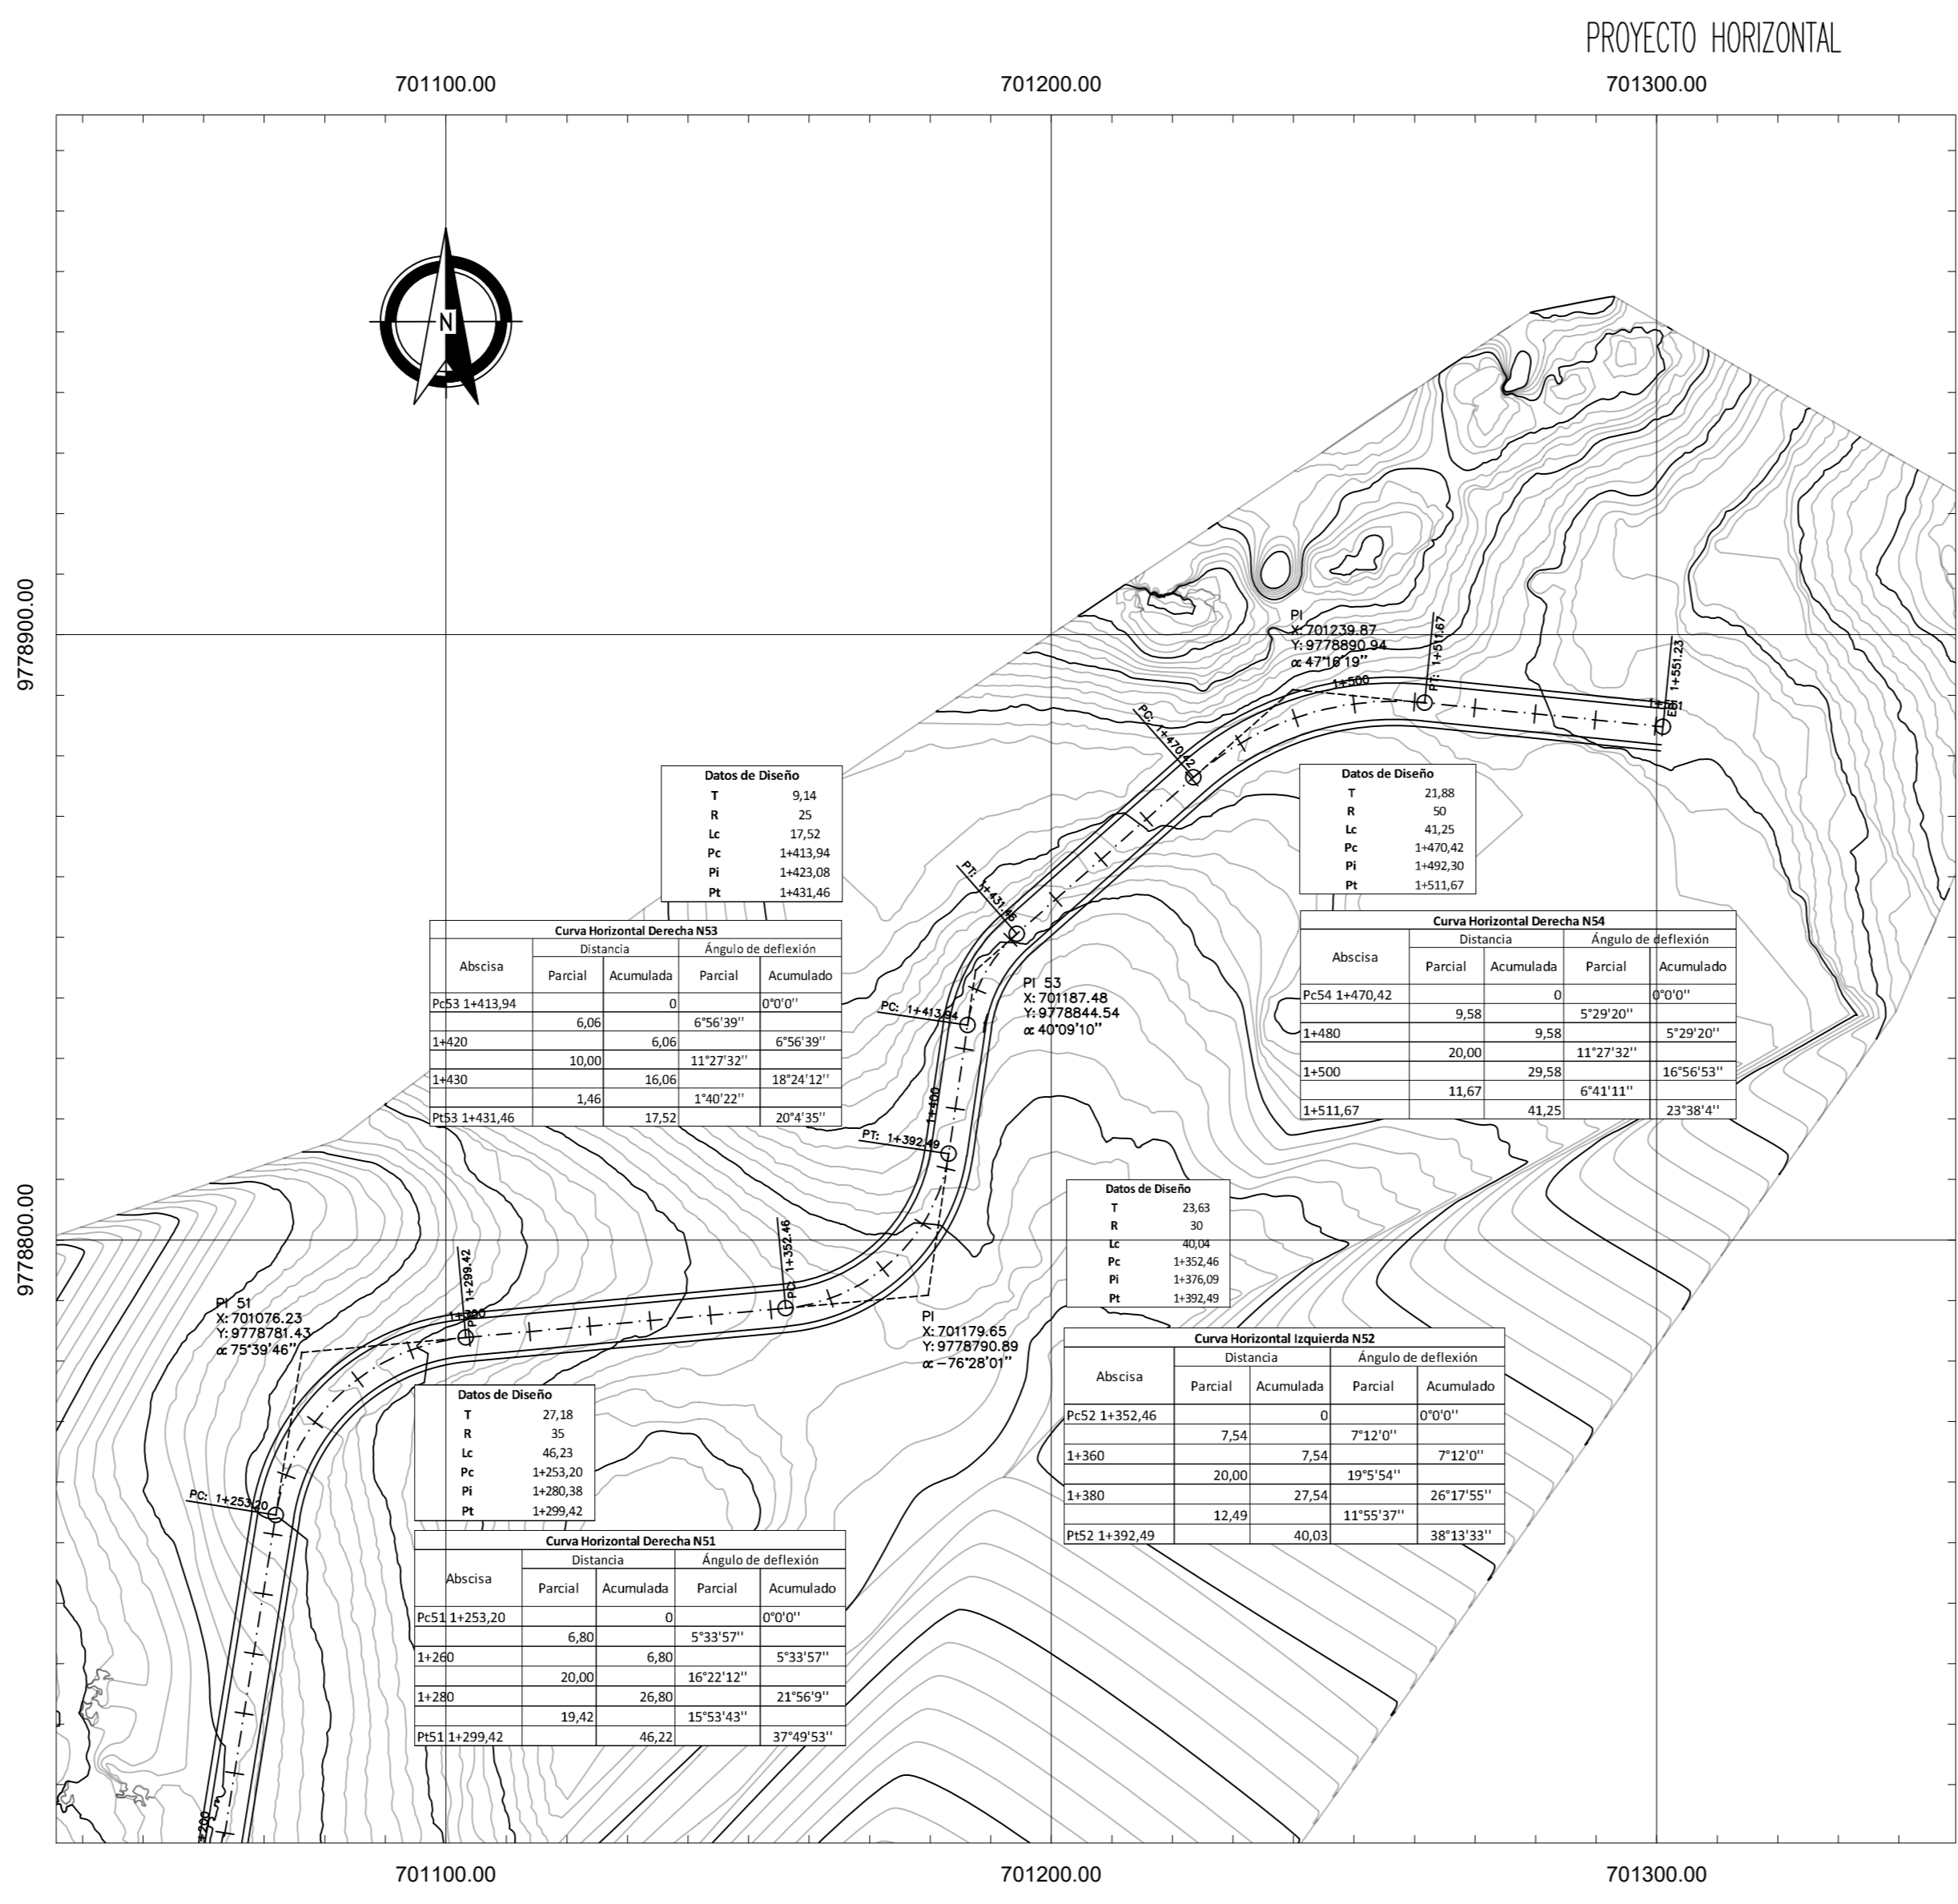 PROYECTO HORIZONTAL
701100.00 701200.00 701300.00
N
9778900.00
9778800.00
PI
X: 701239.87
Y: 9778890.94
α: 47°16'19"
PT: 1+511.67
1+551.23
1+500
1+551
PC: 1+470.42
Datos de Diseño
T 9,14
R 25
Lc 17,52
Pc 1+413,94
Pi 1+423,08
Pt 1+431,46
Datos de Diseño
T 21,88
R 50
Lc 41,25
Pc 1+470,42
Pi 1+492,30
Pt 1+511,67
PT: 1+431.46
Curva Horizontal Derecha N53
Abscisa Distancia Ángulo de deflexión
Parcial Acumulada Parcial Acumulado
Pc53 1+413,94 0 0°0'0''
6,06 6°56'39''
1+420 6,06 6°56'39''
10,00 11°27'32''
1+430 16,06 18°24'12''
1,46 1°40'22''
Pt53 1+431,46 17,52 20°4'35''
Curva Horizontal Derecha N54
Abscisa Distancia Ángulo de deflexión
Parcial Acumulada Parcial Acumulado
Pc54 1+470,42 0 0°0'0''
9,58 5°29'20''
1+480 9,58 5°29'20''
20,00 11°27'32''
1+500 29,58 16°56'53''
11,67 6°41'11''
1+511,67 41,25 23°38'4''
PI 53
X: 701187.48
Y: 9778844.54
α: 40°09'10"
PC: 1+413.94
1+400
PT: 1+392.49
Datos de Diseño
T 23,63
R 30
Lc 40,04
Pc 1+352,46
Pi 1+376,09
Pt 1+392,49
PC: 1+352.46
1+299.42
1+300
PI 51
X: 701076.23
Y: 9778781.43
α: 75°39'46"
PI
X: 701179.65
Y: 9778790.89
α: -76°28'01"
Curva Horizontal Izquierda N52
Abscisa Distancia Ángulo de deflexión
Parcial Acumulada Parcial Acumulado
Pc52 1+352,46 0 0°0'0''
7,54 7°12'0''
1+360 7,54 7°12'0''
20,00 19°5'54''
1+380 27,54 26°17'55''
12,49 11°55'37''
Pt52 1+392,49 40,03 38°13'33''
Datos de Diseño
T 27,18
R 35
Lc 46,23
Pc 1+253,20
Pi 1+280,38
Pt 1+299,42
PC: 1+253.20
Curva Horizontal Derecha N51
Abscisa Distancia Ángulo de deflexión
Parcial Acumulada Parcial Acumulado
Pc51 1+253,20 0 0°0'0''
6,80 5°33'57''
1+260 6,80 5°33'57''
20,00 16°22'12''
1+280 26,80 21°56'9''
19,42 15°53'43''
Pt51 1+299,42 46,22 37°49'53''
+200
701100.00 701200.00 701300.00